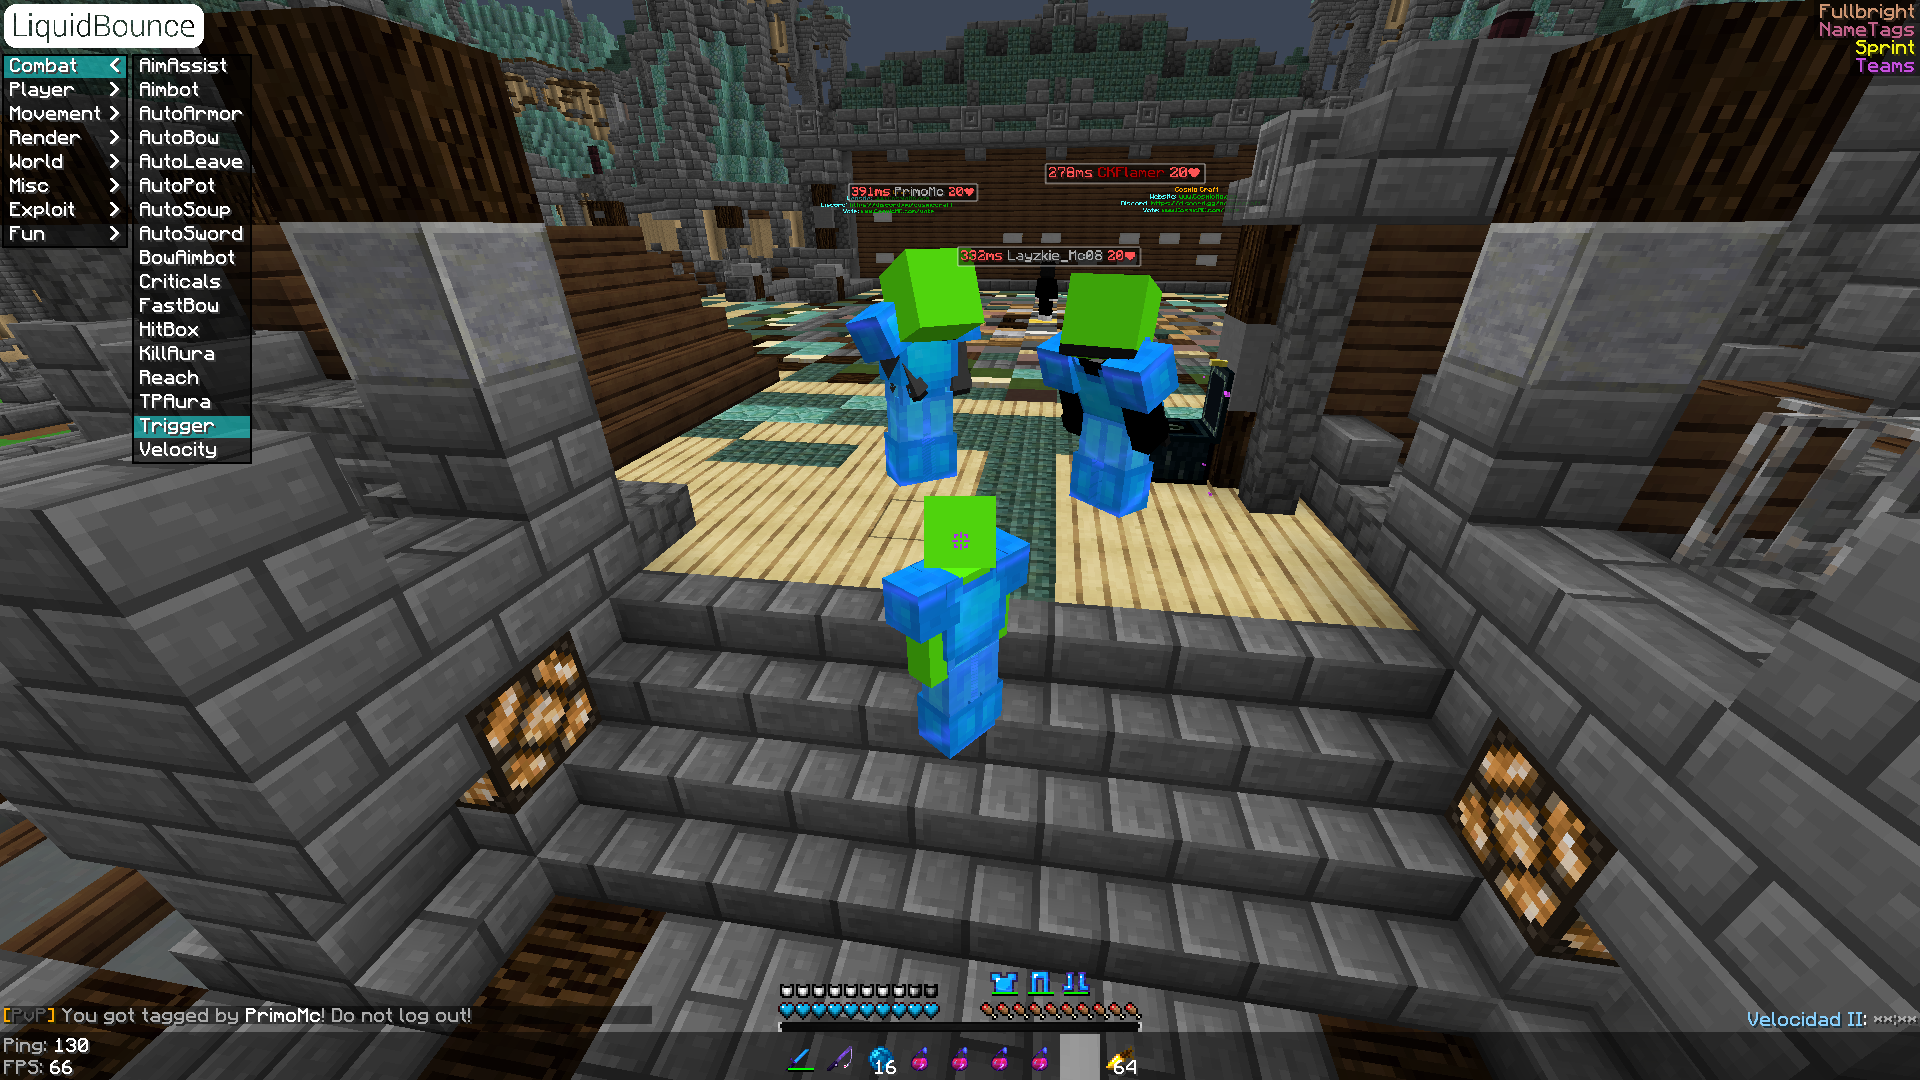 LiquidBounce
Combat <
Player >
Movement >
Render >
World >
Misc >
Exploit >
Fun >
AimAssist
Aimbot
AutoArmor
AutoBow
AutoLeave
AutoPot
AutoSoup
AutoSword
BowAimbot
Criticals
FastBow
HitBox
KillAura
Reach
TPAura
Trigger
Velocity
Fullbright
NameTags
Sprint
Teams
278ms CKFlamer 20❤
391ms PrimoMc 20❤
332ms Layzkie_Mc08 20❤
[PvP] You got tagged by PrimoMc! Do not log out!
Ping: 130
FPS: 66
16
64
Velocidad II: **:**